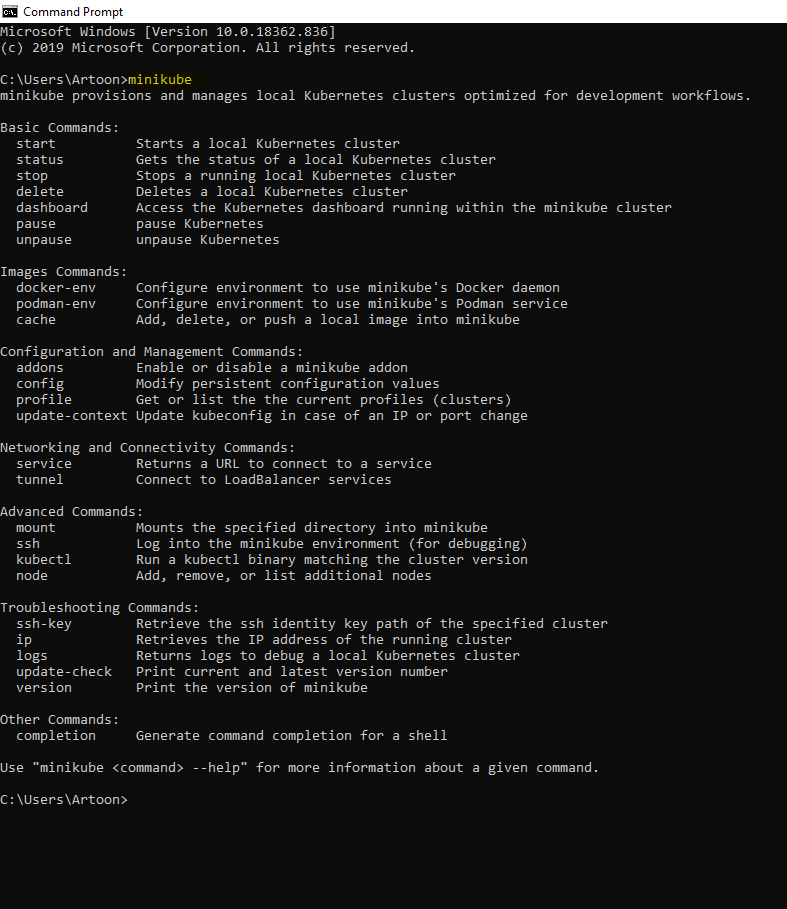 Command Prompt
Microsoft Windows [Version 10.0.18362.836]
(c) 2019 Microsoft Corporation. All rights reserved.
C:\Users\Artoon>minikube
minikube provisions and manages local Kubernetes clusters optimized for development workflows.
Basic Commands:
start Starts a local Kubernetes cluster
status Gets the status of a local Kubernetes cluster
stop Stops a running local Kubernetes cluster
delete Deletes a local Kubernetes cluster
dashboard Access the Kubernetes dashboard running within the minikube cluster
pause pause Kubernetes
unpause unpause Kubernetes
Images Commands:
docker-env Configure environment to use minikube's Docker daemon
podman-env Configure environment to use minikube's Podman service
cache Add, delete, or push a local image into minikube
Configuration and Management Commands:
addons Enable or disable a minikube addon
config Modify persistent configuration values
profile Get or list the the current profiles (clusters)
update-context Update kubeconfig in case of an IP or port change
Networking and Connectivity Commands:
service Returns a URL to connect to a service
tunnel Connect to LoadBalancer services
Advanced Commands:
mount Mounts the specified directory into minikube
ssh Log into the minikube environment (for debugging)
kubectl Run a kubectl binary matching the cluster version
node Add, remove, or list additional nodes
Troubleshooting Commands:
ssh-key Retrieve the ssh identity key path of the specified cluster
ip Retrieves the IP address of the running cluster
logs Returns logs to debug a local Kubernetes cluster
update-check Print current and latest version number
version Print the version of minikube
Other Commands:
completion Generate command completion for a shell
Use "minikube <command> --help" for more information about a given command.
C:\Users\Artoon>